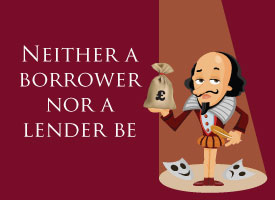 NEITHER A
BORROWER
NOR A
LENDER BE
£